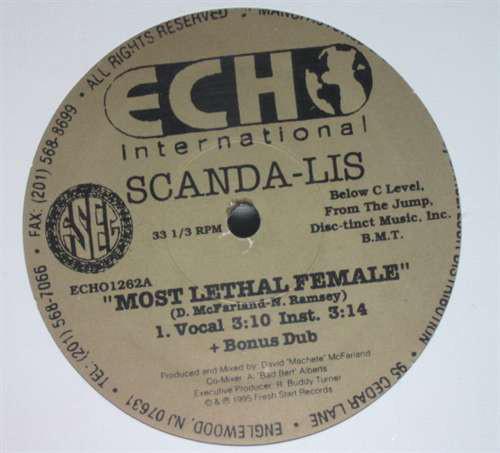 ECHO
International
SCANDA-LIS
33 1/3 RPM
Below C Level,
From The Jump,
Disc-tinct Music, Inc.
B.M.T.
ECHO1262A
"MOST LETHAL FEMALE"
(D. McFarland-N. Ramsey)
1. Vocal 3:10 Inst. 3:14
+ Bonus Dub
Produced and Mixed by: David "Machete" McFarland
Co-Mixer: A. 'Bad Bert' Alberts
Executive Producer: R. Buddy Turner
© & ℗ 1995 Fresh Start Records
95 CEDAR LANE • ENGLEWOOD, NJ 07631 • TEL: (201) 568-7066 • FAX: (201) 568-8699 • ALL RIGHTS RESERVED •